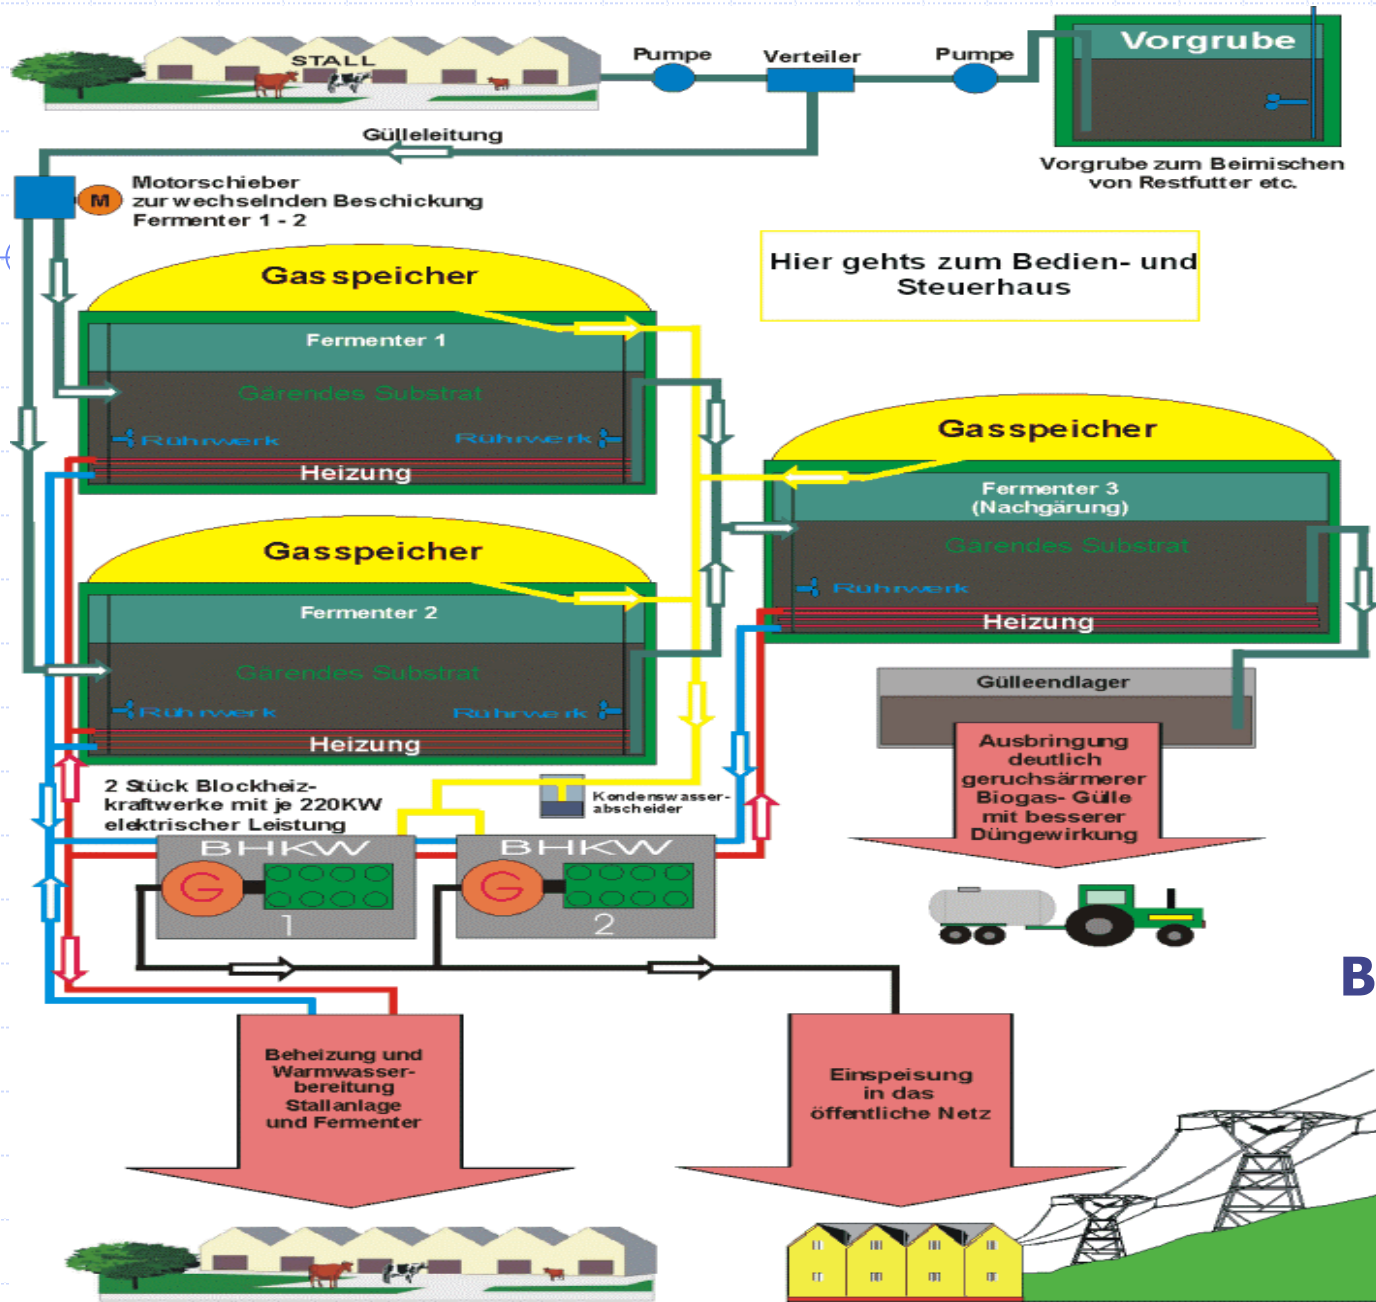 STALL
Pumpe
Verteiler
Pumpe
Vorgrube
Gülleleitung
Vorgrube zum Beimischen
von Restfutter etc.
M
Motorschieber
zur wechselnden Beschickung
Fermenter 1 - 2
Hier gehts zum Bedien- und
Steuerhaus
Gasspeicher
Fermenter 1
Gärendes Substrat
Rührwerk
Rührwerk
Heizung
Gasspeicher
Fermenter 3
(Nachgärung)
Gärendes Substrat
Rührwerk
Heizung
Gasspeicher
Fermenter 2
Gärendes Substrat
Rührwerk
Rührwerk
Heizung
Gülleendlager
Ausbringung
deutlich
geruchsärmerer
Biogas- Gülle
mit besserer
Düngewirkung
2 Stück Blockheiz-
kraftwerke mit je 220KW
elektrischer Leistung
Kondenswasser-
abscheider
BHKW
G
1
BHKW
G
2
B
Beheizung und
Warmwasser-
bereitung
Stallanlage
und Fermenter
Einspeisung
in das
öffentliche Netz